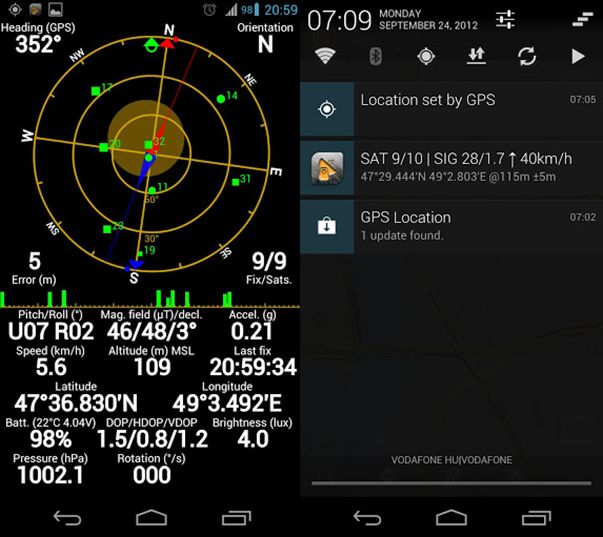 98 20:59
Heading (GPS)
Orientation
352°
N
N
NW
NE
17
14
W
20
32
E
11
31
60°
SW
23
30°
19
SE
S
5
9/9
Error (m)
Fix/Sats.
Pitch/Roll (°) Mag. field (µT)/decl. Accel. (g)
U07 R02 46/48/3° 0.21
Speed (km/h) Altitude (m) MSL Last fix
5.6 109 20:59:34
Latitude Longitude
47°36.830'N 49°3.492'E
Batt. (22°C 4.04V) DOP/HDOP/VDOP Brightness (lux)
98% 1.5/0.8/1.2 4.0
Pressure (hPa) Rotation (°/s)
1002.1 000
07:09 MONDAY
SEPTEMBER 24, 2012
Location set by GPS 07:05
SAT 9/10 | SIG 28/1.7 ↑ 40km/h
47°29.444'N 49°2.803'E @115m ±5m
GPS Location 07:02
1 update found.
VODAFONE HU|VODAFONE